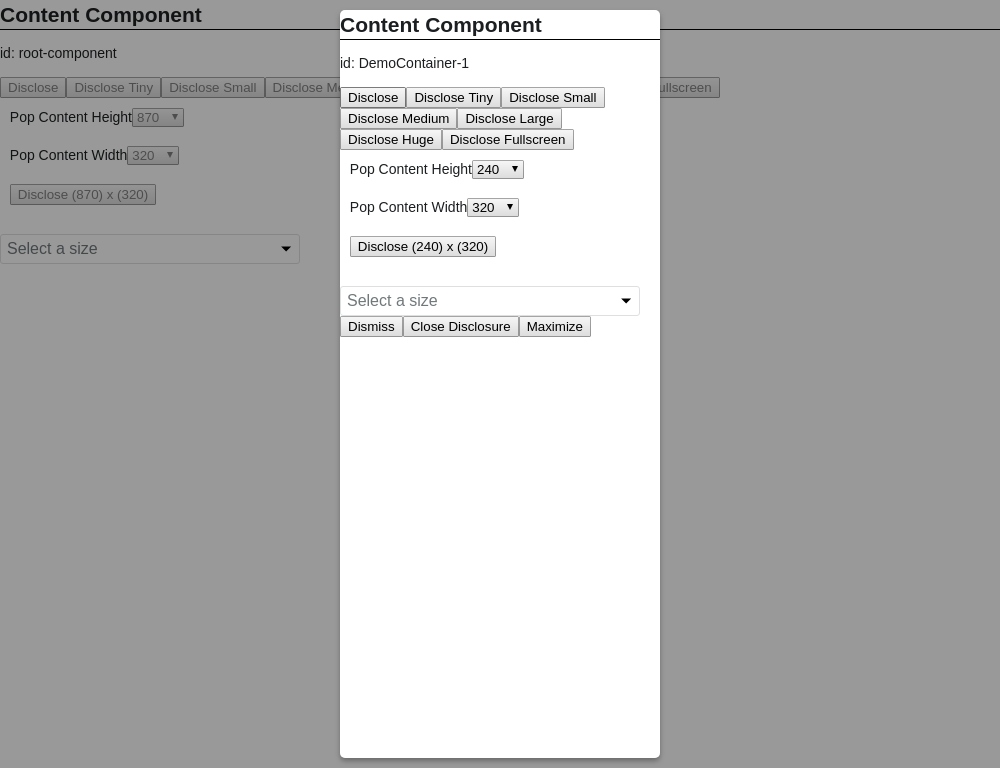 Content Component
id: root-component
Disclose Disclose Tiny Disclose Small Disclose
Pop Content Height 870
Pop Content Width 320
Disclose (870) x (320)
Select a size
Content Component
id: DemoContainer-1
Disclose Disclose Tiny Disclose Small
Disclose Medium Disclose Large
Disclose Huge Disclose Fullscreen
Pop Content Height 240
Pop Content Width 320
Disclose (240) x (320)
Select a size
Dismiss Close Disclosure Maximize